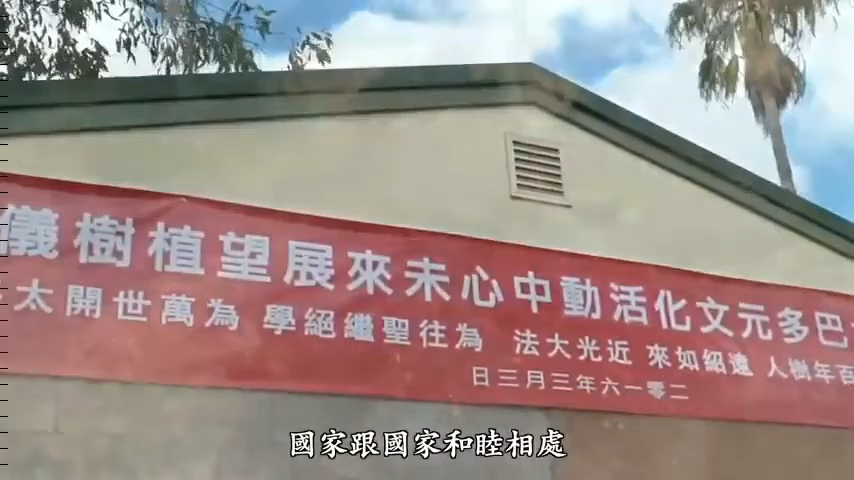 巴多元文化活動中心未來展望植樹儀
百年樹人 遠紹如來 近光大法 為往聖繼絕學 為萬世開太
二零一六年三月三日
國家跟國家和睦相處